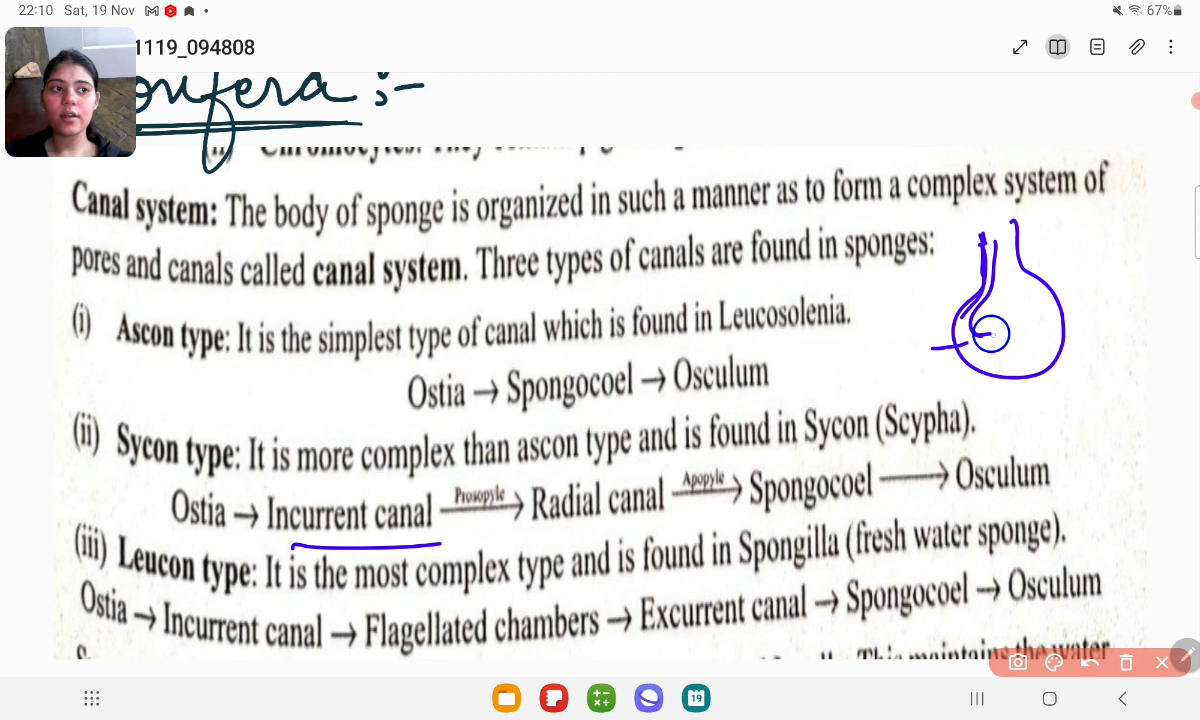 22:10 Sat, 19 Nov 67%
1119_094808
orifera :-
Canal system: The body of sponge is organized in such a manner as to form a complex system of
pores and canals called canal system. Three types of canals are found in sponges:
(i) Ascon type: It is the simplest type of canal which is found in Leucosolenia.
Ostia → Spongocoel → Osculum
(ii) Sycon type: It is more complex than ascon type and is found in Sycon (Scypha).
Ostia → Incurrent canal Prosopyle → Radial canal Apopyle → Spongocoel → Osculum
(iii) Leucon type: It is the most complex type and is found in Spongilla (fresh water sponge).
Ostia → Incurrent canal → Flagellated chambers → Excurrent canal → Spongocoel → Osculum
This maintains the water
19